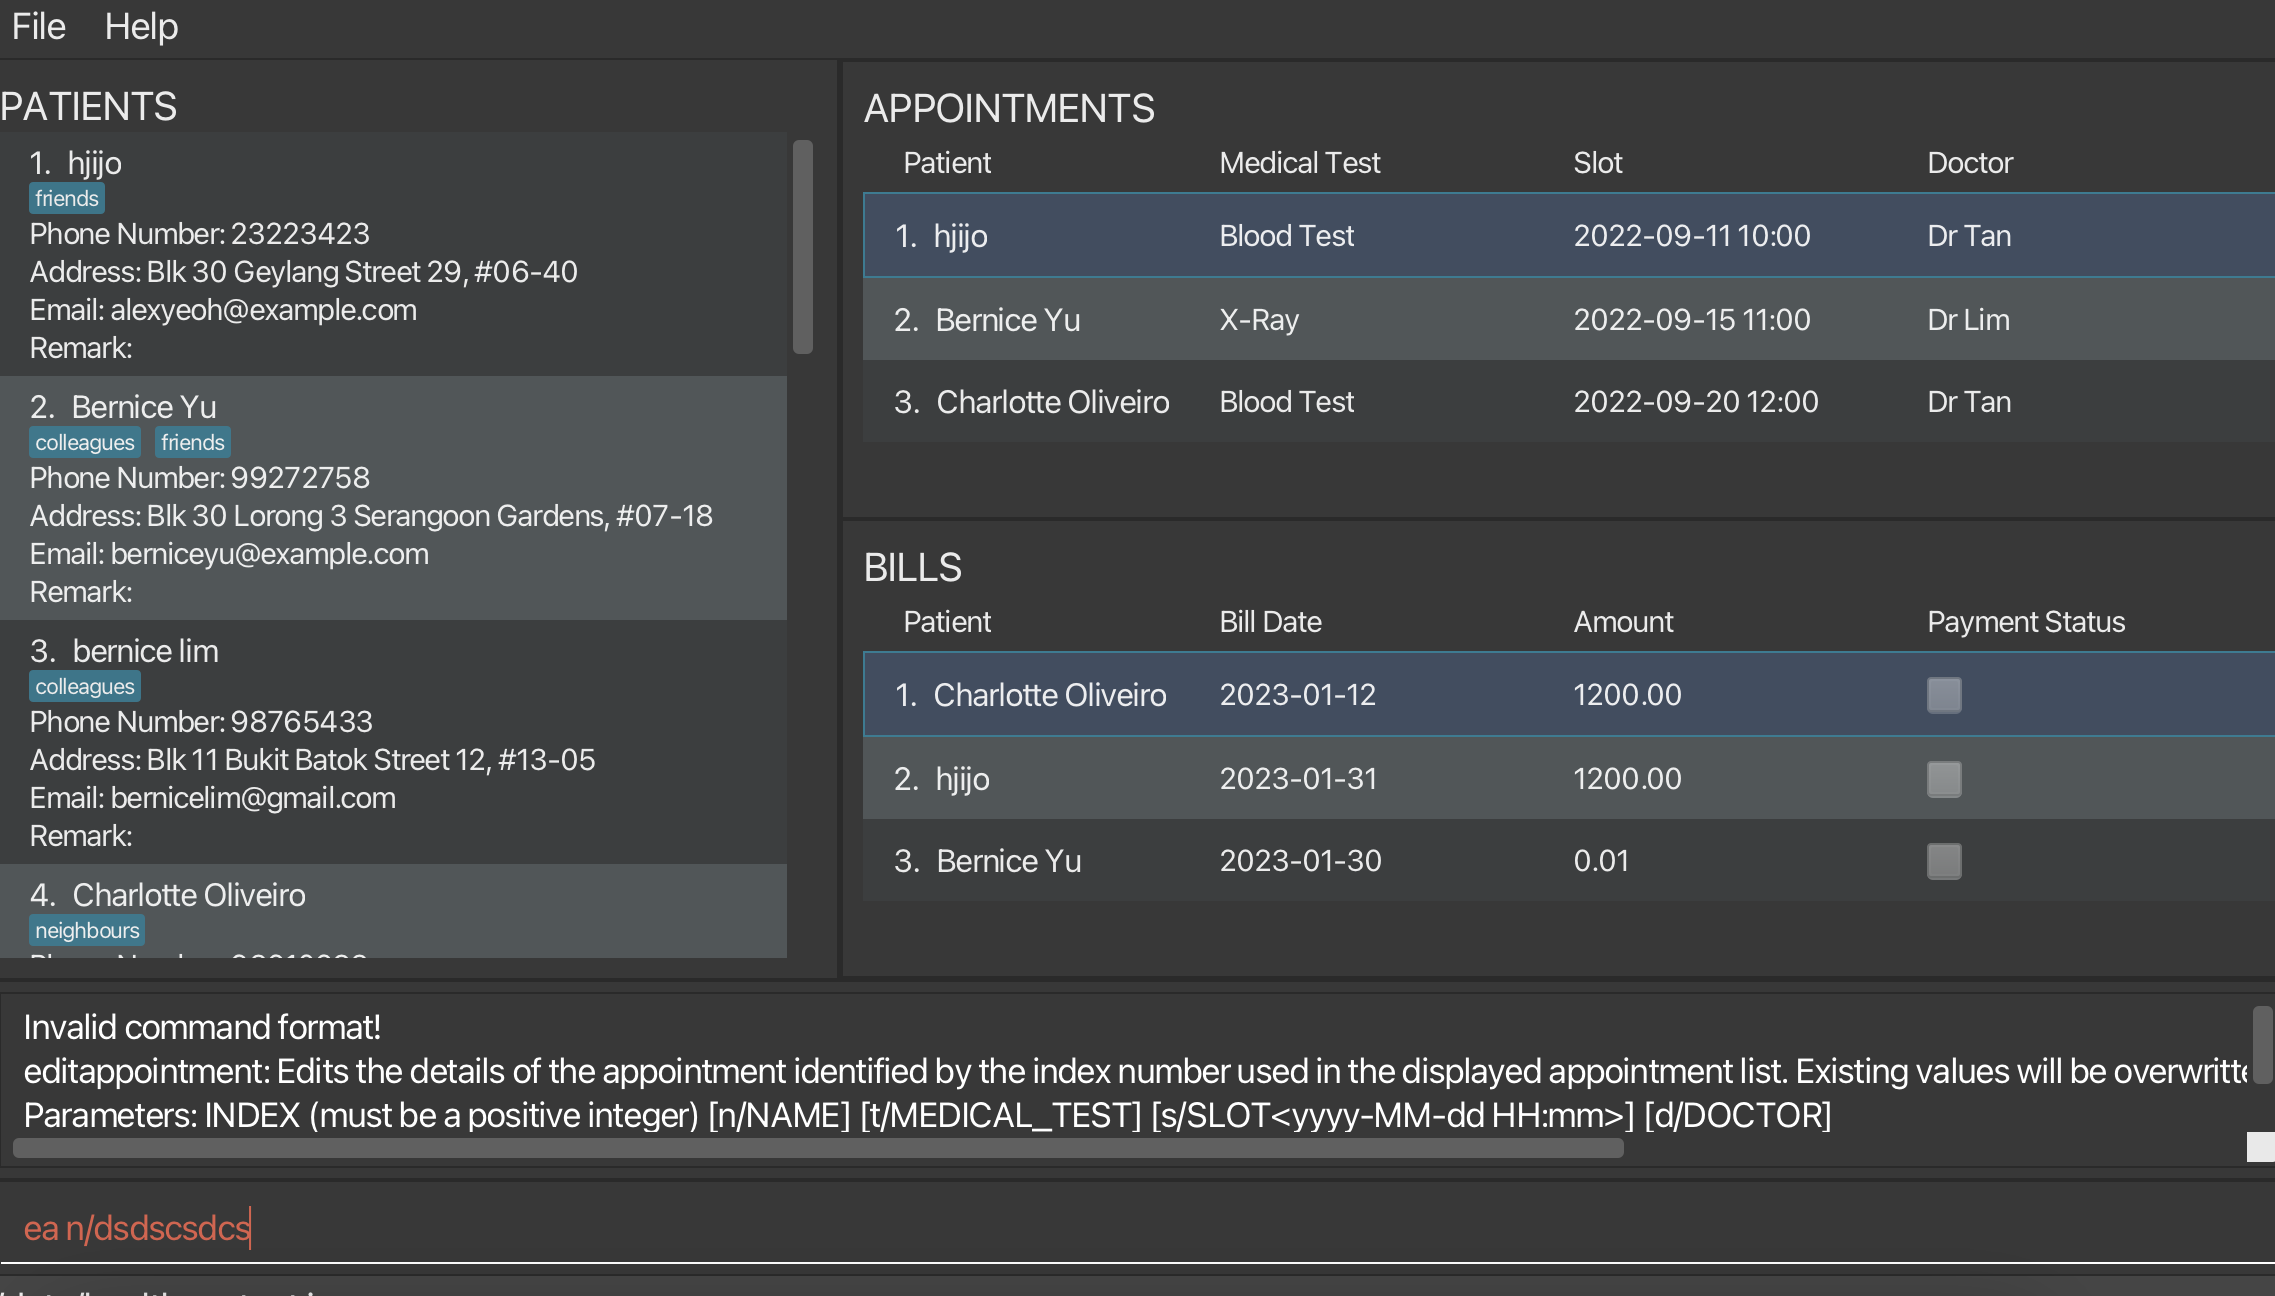 File Help
PATIENTS
1. hjijo
friends
Phone Number: 23223423
Address: Blk 30 Geylang Street 29, #06-40
Email: alexyeoh@example.com
Remark:
2. Bernice Yu
colleagues friends
Phone Number: 99272758
Address: Blk 30 Lorong 3 Serangoon Gardens, #07-18
Email: berniceyu@example.com
Remark:
3. bernice lim
colleagues
Phone Number: 98765433
Address: Blk 11 Bukit Batok Street 12, #13-05
Email: bernicelim@gmail.com
Remark:
4. Charlotte Oliveiro
neighbours
APPOINTMENTS
Patient Medical Test Slot Doctor
1. hjijo Blood Test 2022-09-11 10:00 Dr Tan
2. Bernice Yu X-Ray 2022-09-15 11:00 Dr Lim
3. Charlotte Oliveiro Blood Test 2022-09-20 12:00 Dr Tan
BILLS
Patient Bill Date Amount Payment Status
1. Charlotte Oliveiro 2023-01-12 1200.00
2. hjijo 2023-01-31 1200.00
3. Bernice Yu 2023-01-30 0.01
Invalid command format!
editappointment: Edits the details of the appointment identified by the index number used in the displayed appointment list. Existing values will be overwritte
Parameters: INDEX (must be a positive integer) [n/NAME] [t/MEDICAL_TEST] [s/SLOT<yyyy-MM-dd HH:mm>] [d/DOCTOR]
ea n/dsdscsdcs